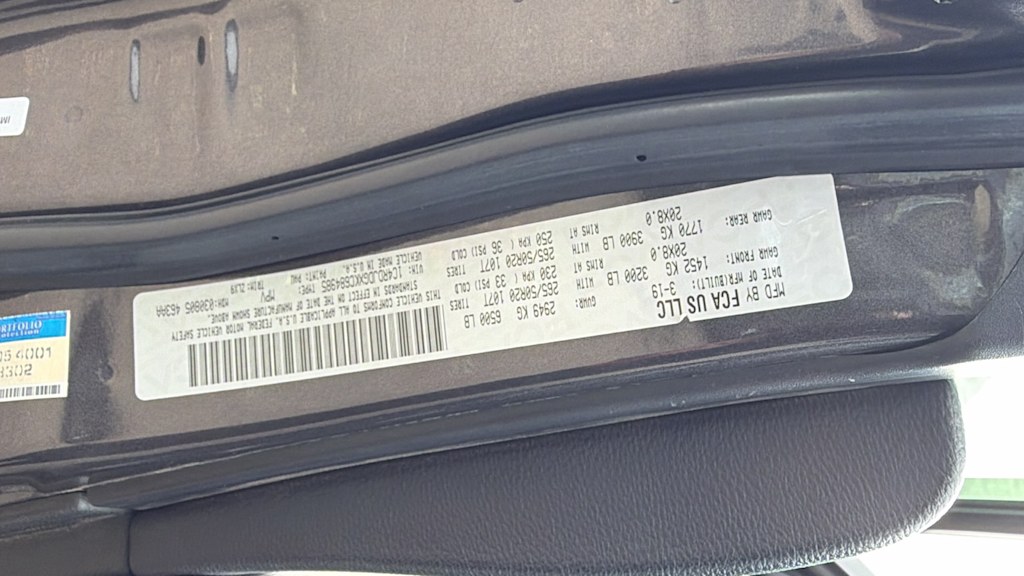 MFD BY FCA US LLC
DATE OF MFR/BUILT: 3-19 GVWR: 2949 KG 6500 LB
GAWR FRONT: 1452 KG 3200 LB WITH 265/50R20 107T TIRES
20X8.0 RIMS AT 230 KPA ( 33 PSI) COLD
GAWR REAR: 1770 KG 3900 LB WITH 265/50R20 107T TIRES
20X8.0 RIMS AT 250 KPA ( 36 PSI) COLD
THIS VEHICLE CONFORMS TO ALL APPLICABLE U.S.A. FEDERAL MOTOR VEHICLE SAFETY
STANDARDS IN EFFECT ON THE DATE OF MANUFACTURE SHOWN ABOVE.
VIN: TYPE: MPV MDH:
VEHICLE MADE IN U.S.A. PAINT: TRIM:
4001